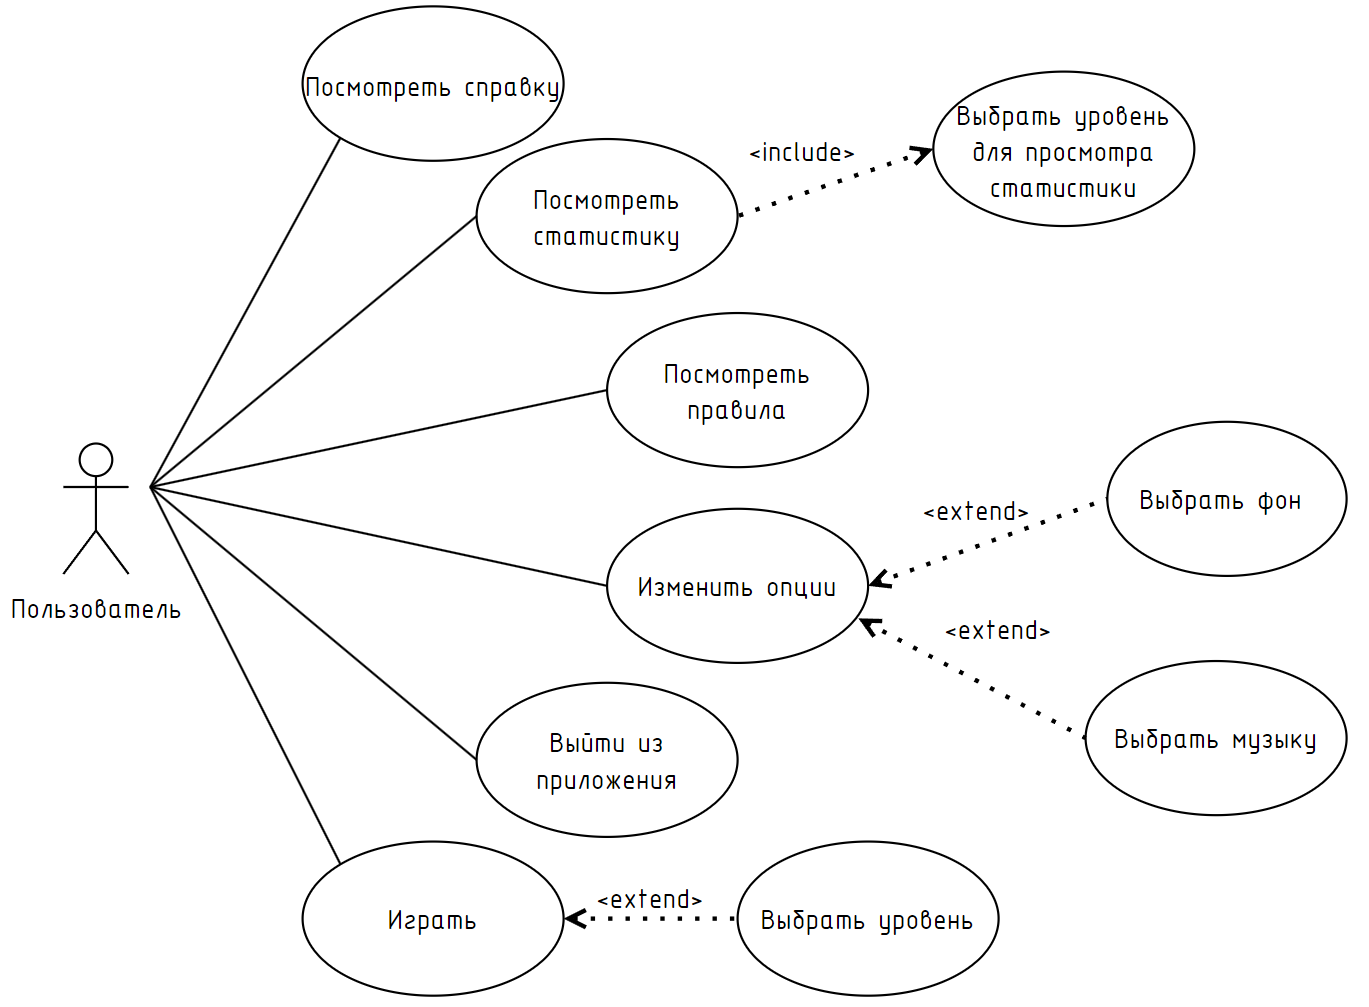 Посмотреть справку
Посмотреть
статистику
<include>
Выбрать уровень
для просмотра
статистики
Посмотреть
правила
Пользователь
Изменить опции
<extend>
Выбрать фон
<extend>
Выбрать музыку
Выйти из
приложения
Играть
<extend>
Выбрать уровень